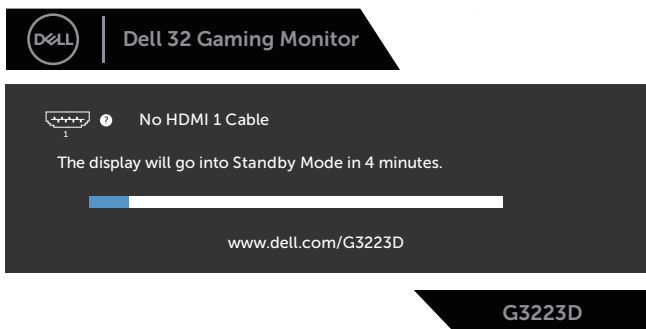 DELL
Dell 32 Gaming Monitor
1
? No HDMI 1 Cable
The display will go into Standby Mode in 4 minutes.
www.dell.com/G3223D
G3223D